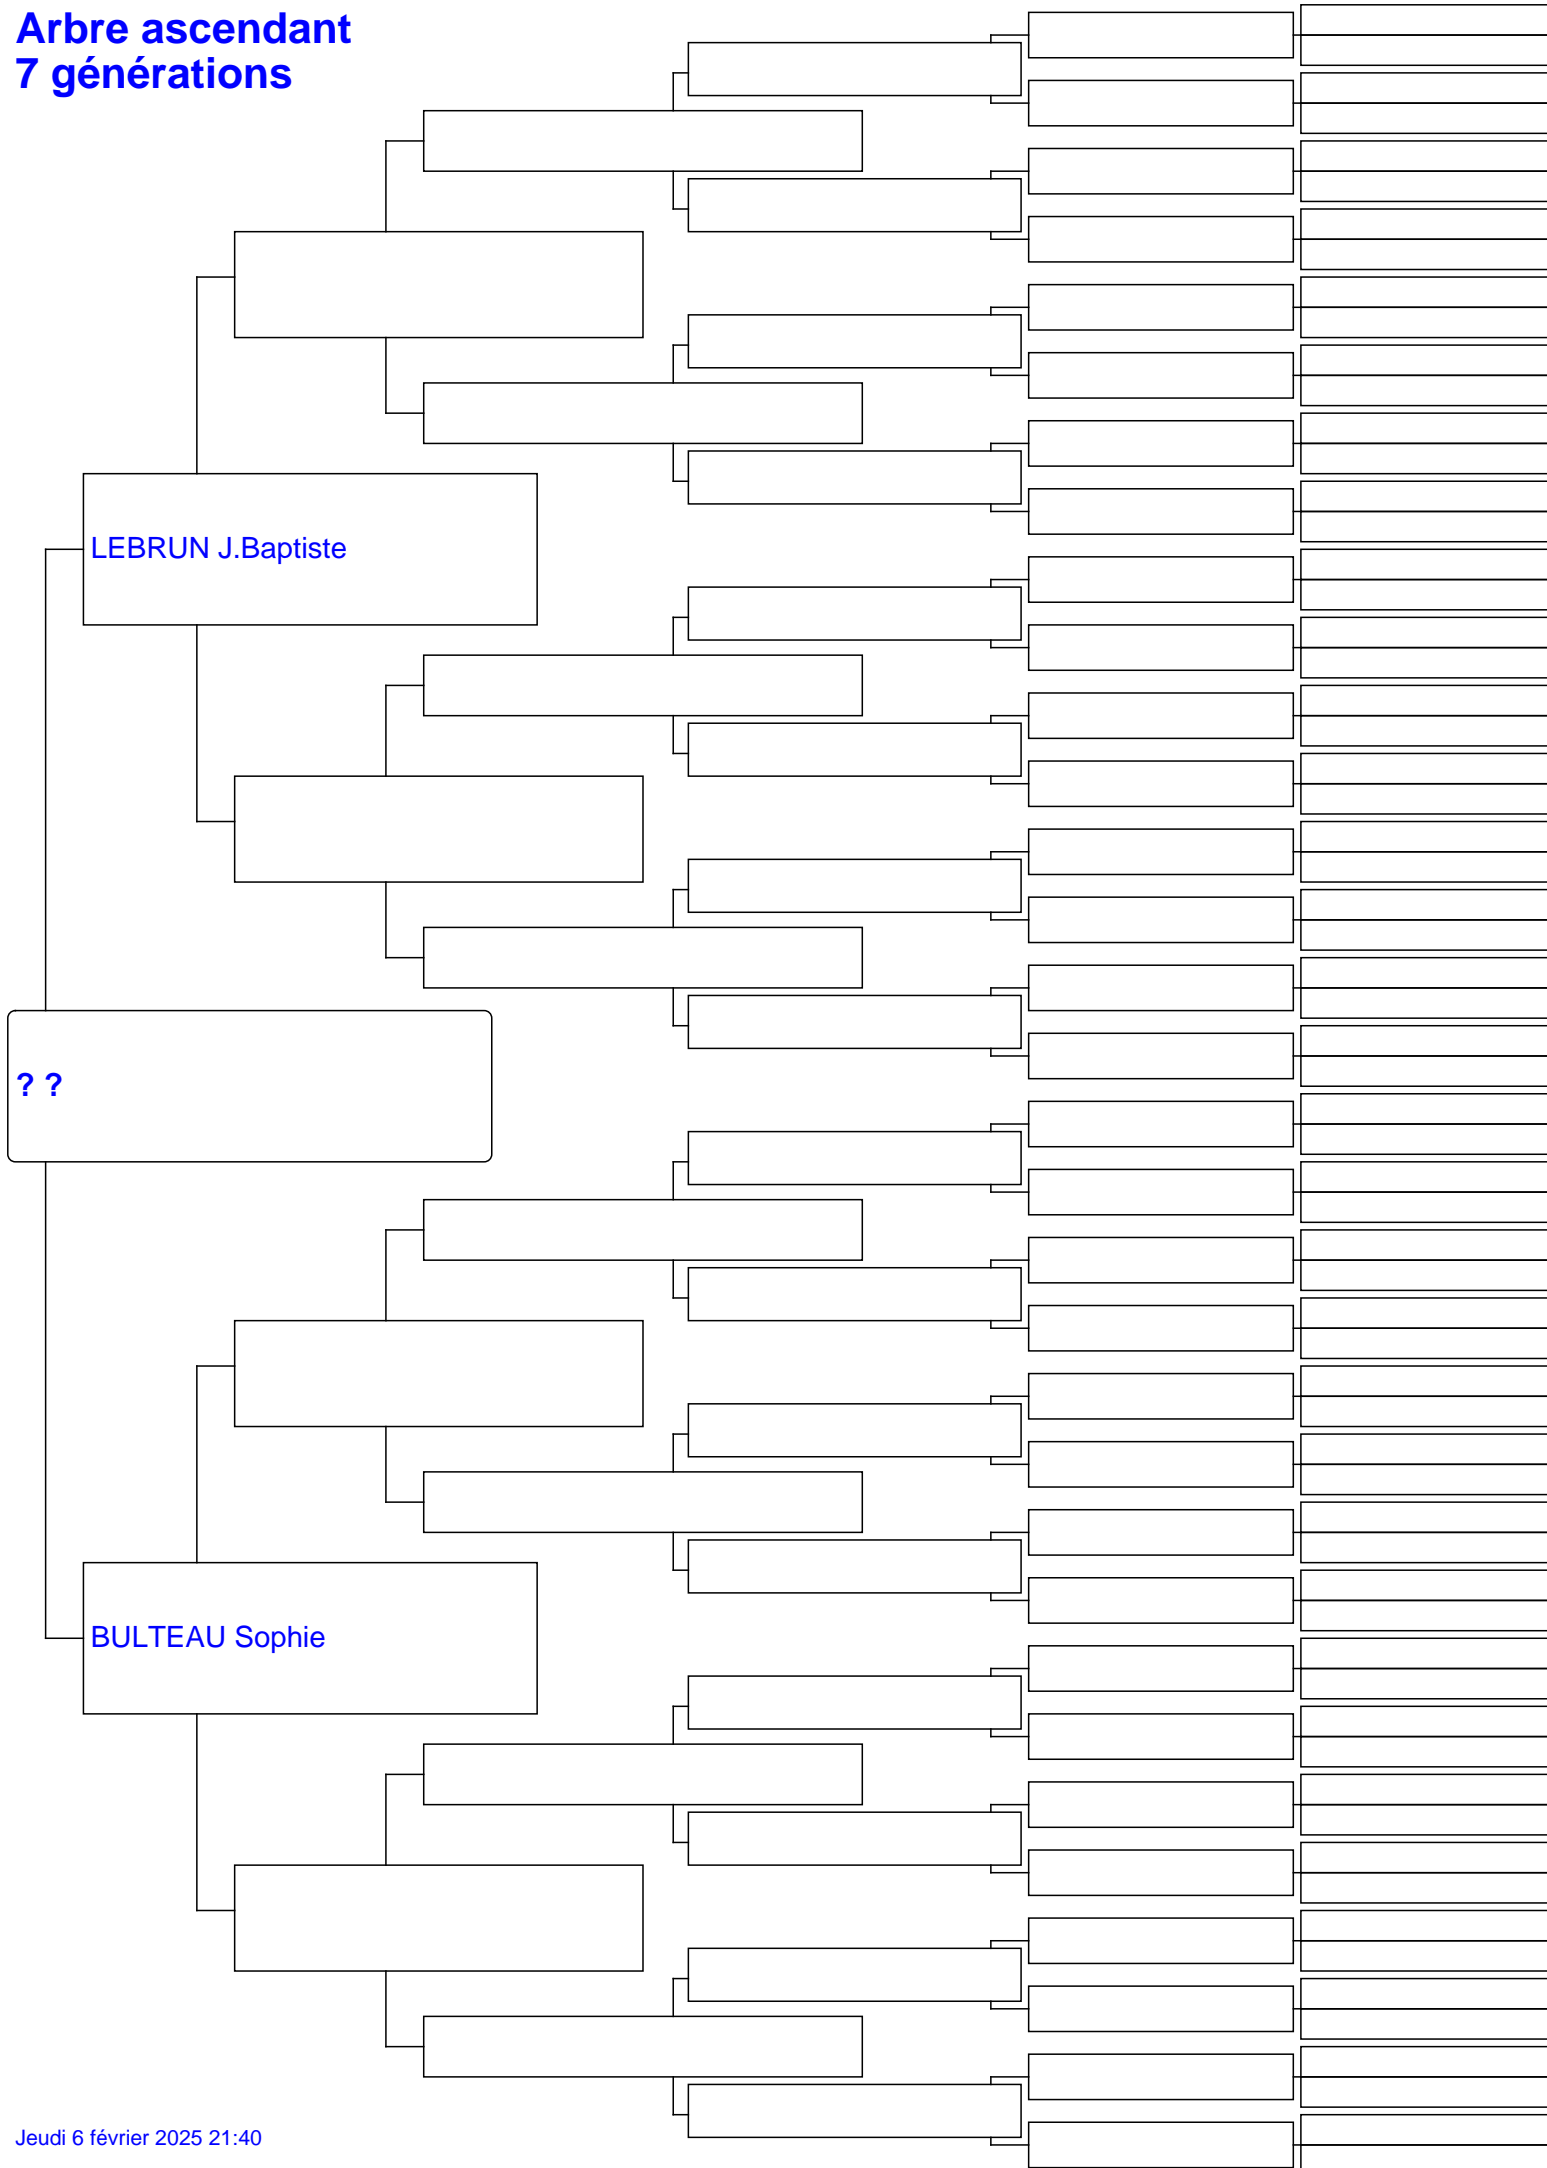 Arbre ascendant
7 générations
LEBRUN J.Baptiste
? ?
BULTEAU Sophie
Jeudi 6 février 2025 21:40